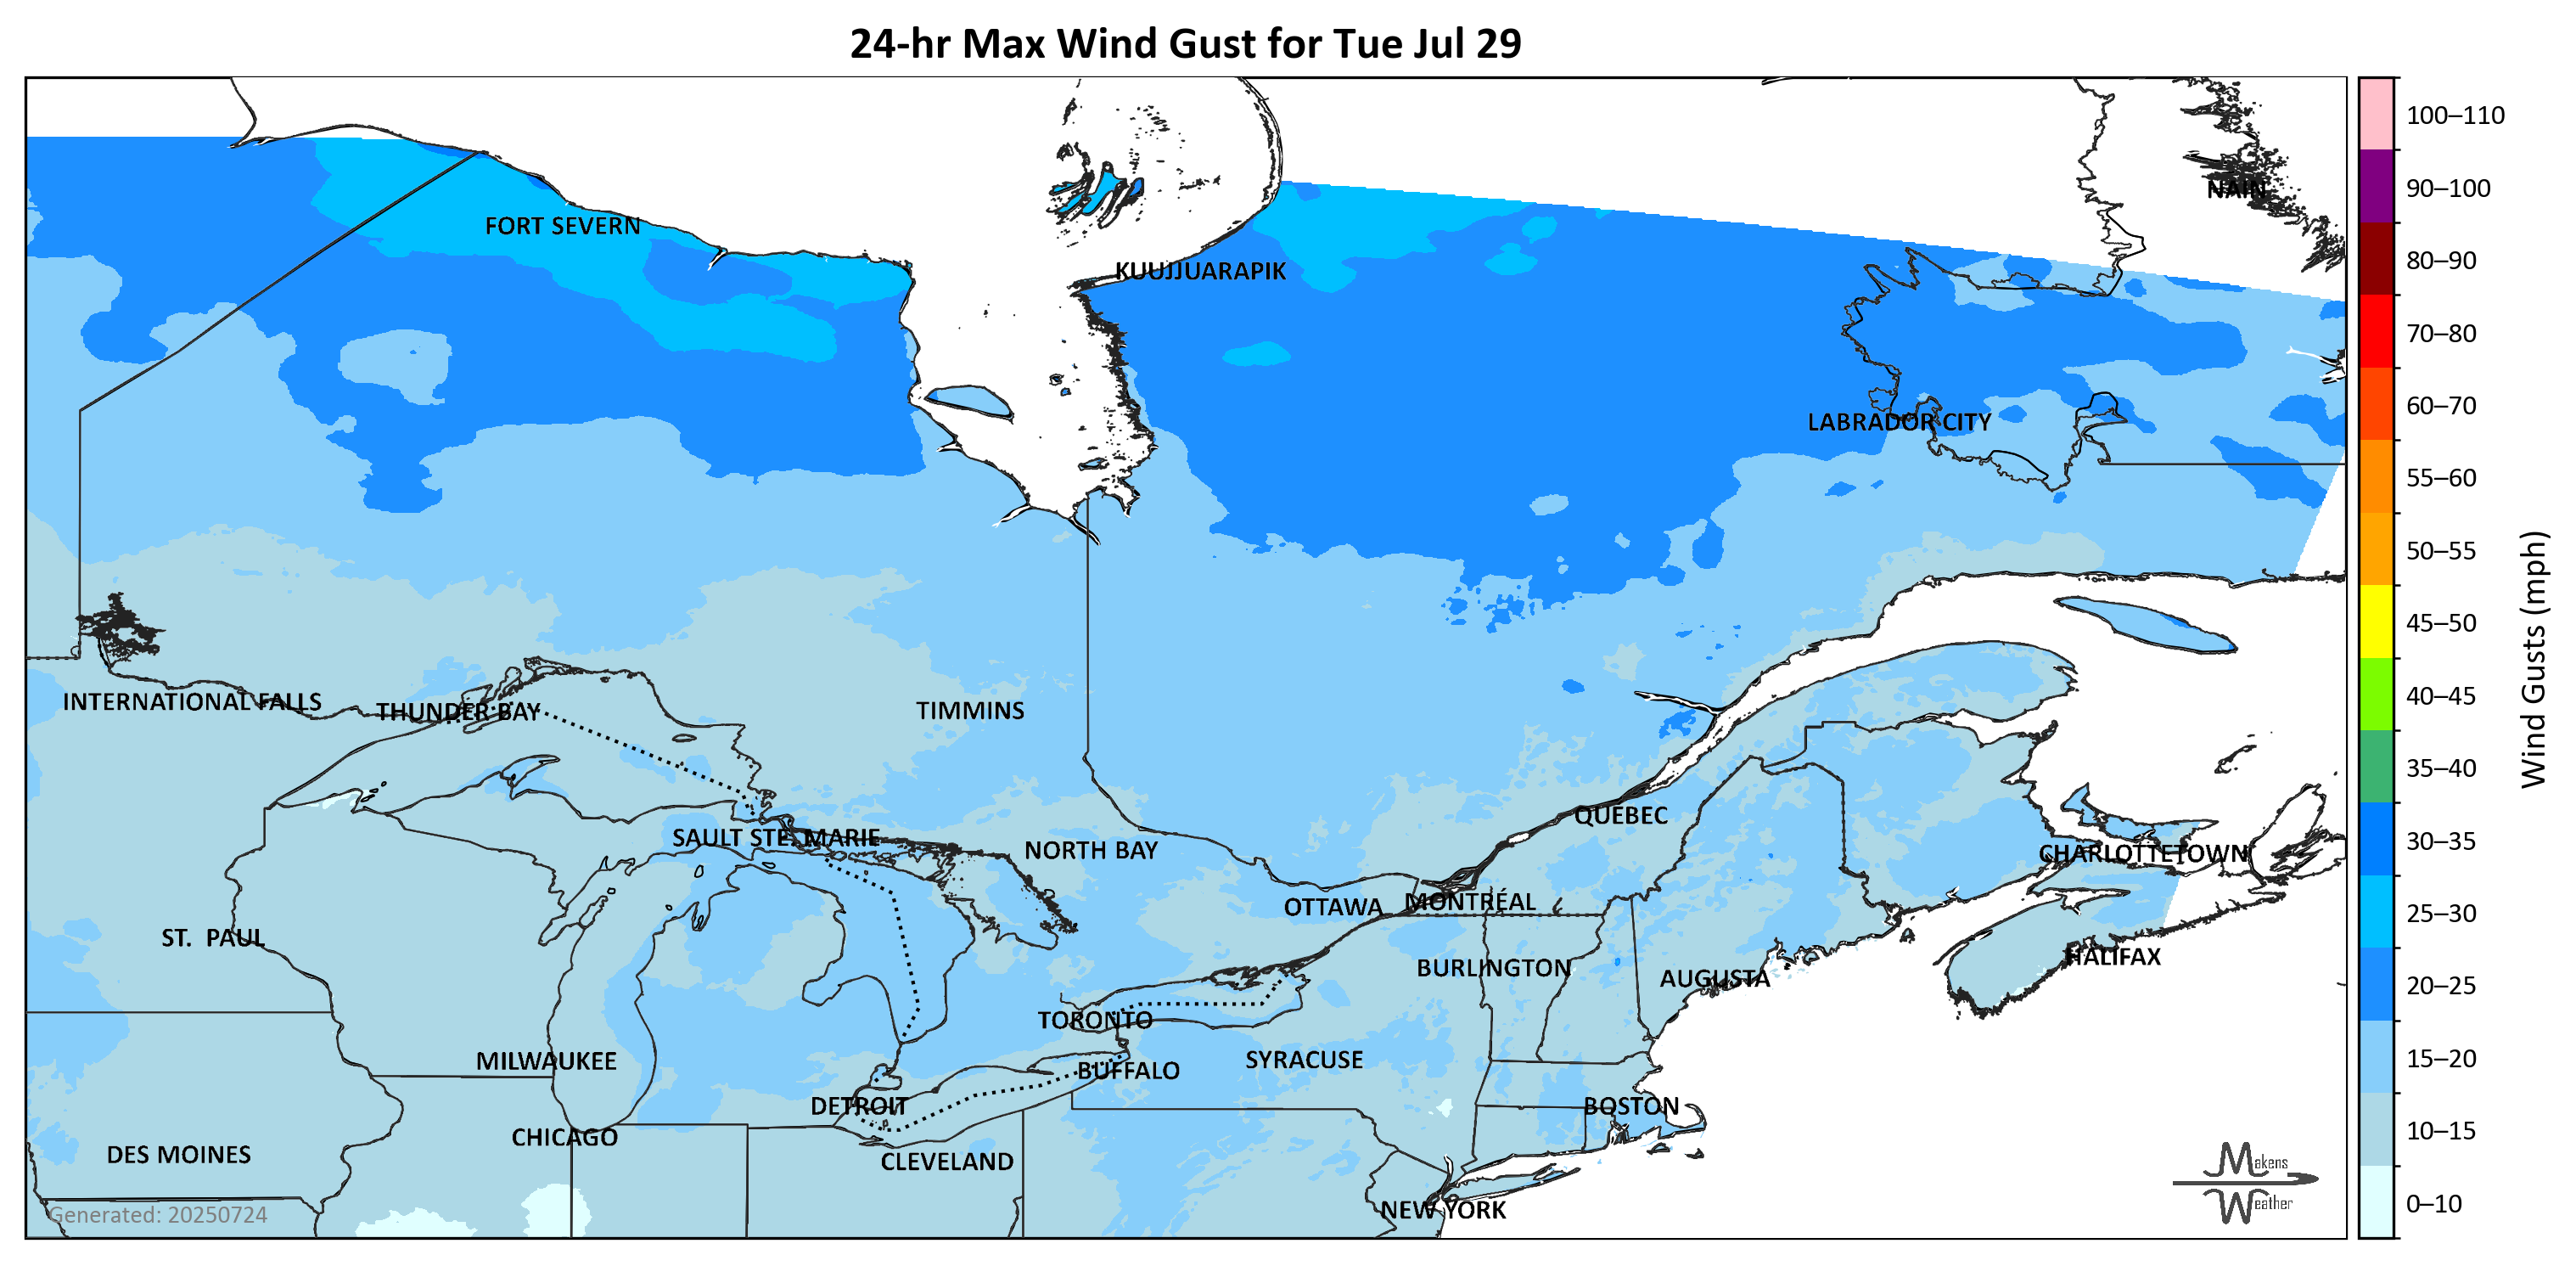 24-hr Max Wind Gust for Tue Jul 29
100–110
90–100
NAIN
FORT SEVERN
80–90
KUUJJUARAPIK
70–80
60–70
LABRADOR CITY
55–60
50–55
45–50
Wind Gusts (mph)
40–45
INTERNATIONAL FALLS
THUNDER BAY
TIMMINS
35–40
QUEBEC
SAULT STE. MARIE
30–35
NORTH BAY
CHARLOTTETOWN
MONTRÉAL
OTTAWA
25–30
ST. PAUL
HALIFAX
BURLINGTON
AUGUSTA
20–25
TORONTO
MILWAUKEE
SYRACUSE
15–20
BUFFALO
DETROIT
BOSTON
10–15
CHICAGO
DES MOINES
CLEVELAND
Makens
Weather
0–10
NEW YORK
Generated: 20250724